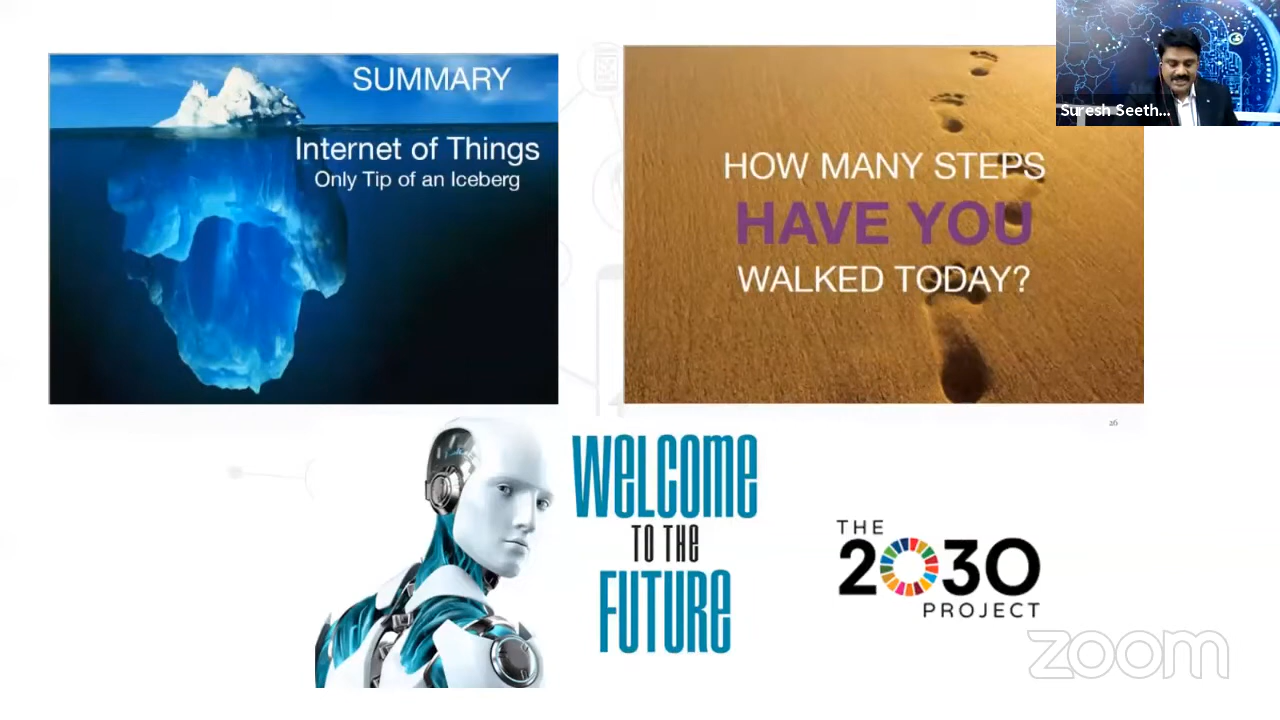 SUMMARY
Internet of Things
Only Tip of an Iceberg
HOW MANY STEPS
HAVE YOU
WALKED TODAY?
Suresh Seeth...
26
WELCOME
TO THE
FUTURE
THE
2030
PROJECT
zoom